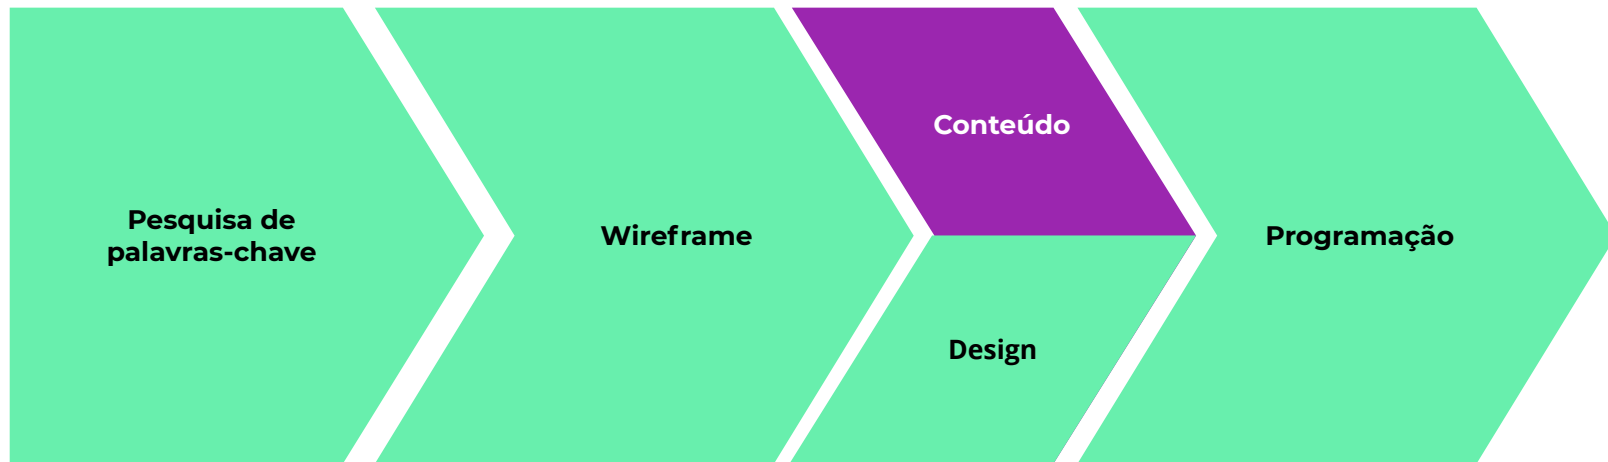 Pesquisa de
palavras-chave
Wireframe
Conteúdo
Design
Programação